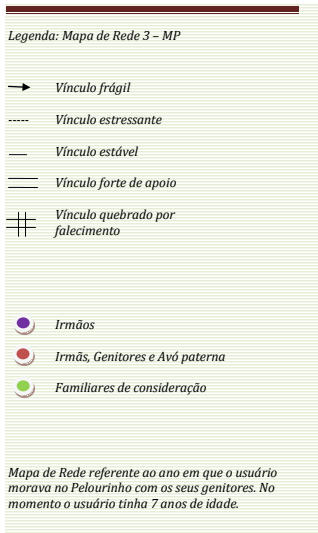 Legenda: Mapa de Rede 3 – MP
Vínculo frágil
Vínculo estressante
Vínculo estável
Vínculo forte de apoio
Vínculo quebrado por
falecimento
Irmãos
Irmãs, Genitores e Avó paterna
Familiares de consideração
Mapa de Rede referente ao ano em que o usuário
morava no Pelourinho com os seus genitores. No
momento o usuário tinha 7 anos de idade.